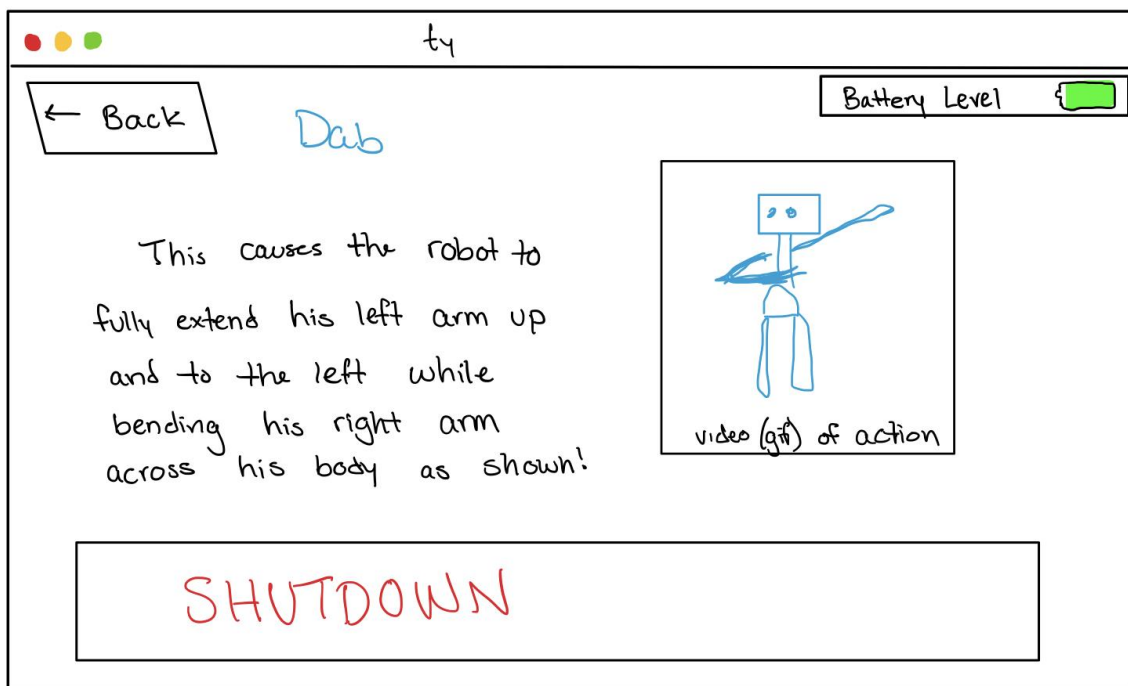 ty
← Back
Battery Level
Dab
This causes the robot to
fully extend his left arm up
and to the left while
bending his right arm
across his body as shown!
video (gif) of action
SHUTDOWN